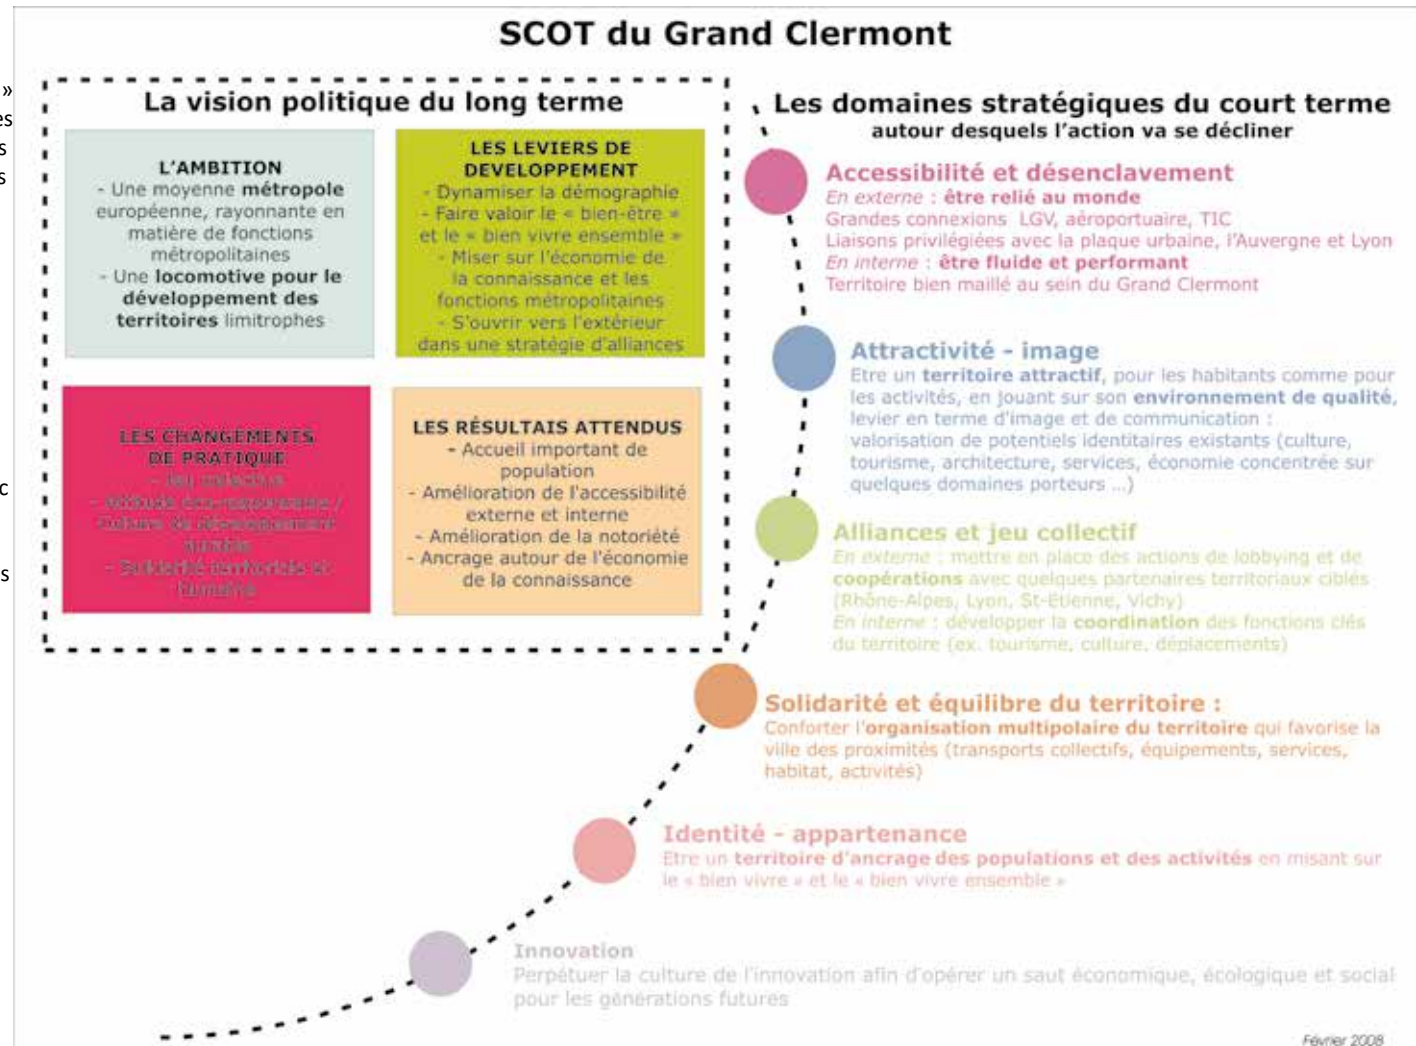 SCOT du Grand Clermont
»
es
s
s
c
s
La vision politique du long terme
L'AMBITION
- Une moyenne métropole
européenne, rayonnante en
matière de fonctions
métropolitaines
- Une locomotive pour le
développement des
territoires limitrophes
LES LEVIERS DE
DEVELOPPEMENT
- Dynamiser la démographie
- Faire valoir le « bien-être »
et le « bien vivre ensemble »
- Miser sur l'économie de
la connaissance et les
fonctions métropolitaines
- S'ouvrir vers l'extérieur
dans une stratégie d'alliances
LES CHANGEMENTS
DE PRATIQUE
- Jeu collectif
- Attitude
Culture de développement
durable
- Solidarité territoriale et
humaine
LES RÉSULTAIS ATTENDUS
- Accueil important de
population
- Amélioration de l'accessibilité
externe et interne
- Amélioration de la notoriété
- Ancrage autour de l'économie
de la connaissance
Les domaines stratégiques du court terme
autour desquels l'action va se décliner
Accessibilité et désenclavement
En externe : être relié au monde
Grandes connexions LGV, aéroportuaire, TIC
Liaisons privilégiées avec la plaque urbaine, l'Auvergne et Lyon
En interne : être fluide et performant
Territoire bien maillé au sein du Grand Clermont
Attractivité - image
Etre un territoire attractif, pour les habitants comme pour
les activités, en jouant sur son environnement de qualité,
levier en terme d'image et de communication :
valorisation de potentiels identitaires existants (culture,
tourisme, architecture, services, économie concentrée sur
quelques domaines porteurs ...)
Alliances et jeu collectif
En externe : mettre en place des actions de lobbying et de
coopérations avec quelques partenaires territoriaux ciblés
(Rhône-Alpes, Lyon, St-Etienne, Vichy)
En interne : développer la coordination des fonctions clés
du territoire (ex. tourisme, culture, déplacements)
Solidarité et équilibre du territoire :
Conforter l'organisation multipolaire du territoire qui favorise la
ville des proximités (transports collectifs, équipements, services,
habitat, activités)
Identité - appartenance
Etre un territoire d'ancrage des populations et des activités en misant sur
le « bien vivre » et le « bien vivre ensemble »
Innovation
Perpétuer la culture de l'innovation afin d'opérer un saut économique, écologique et social
pour les générations futures
Février 2008